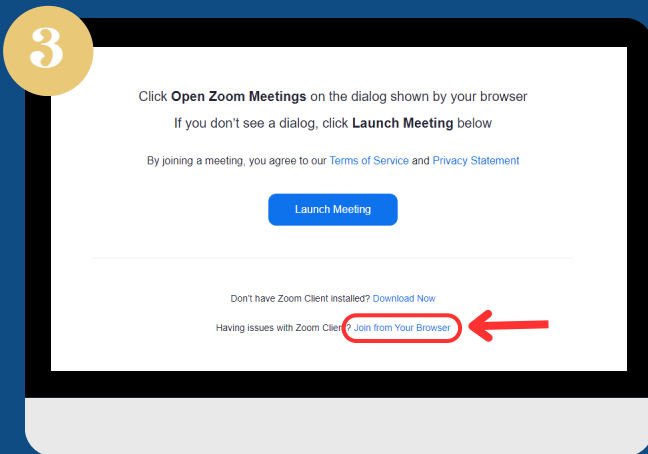 3
Click Open Zoom Meetings on the dialog shown by your browser
If you don't see a dialog, click Launch Meeting below
By joining a meeting, you agree to our Terms of Service and Privacy Statement
Launch Meeting
Don't have Zoom Client installed? Download Now
Having issues with Zoom Client? Join from Your Browser